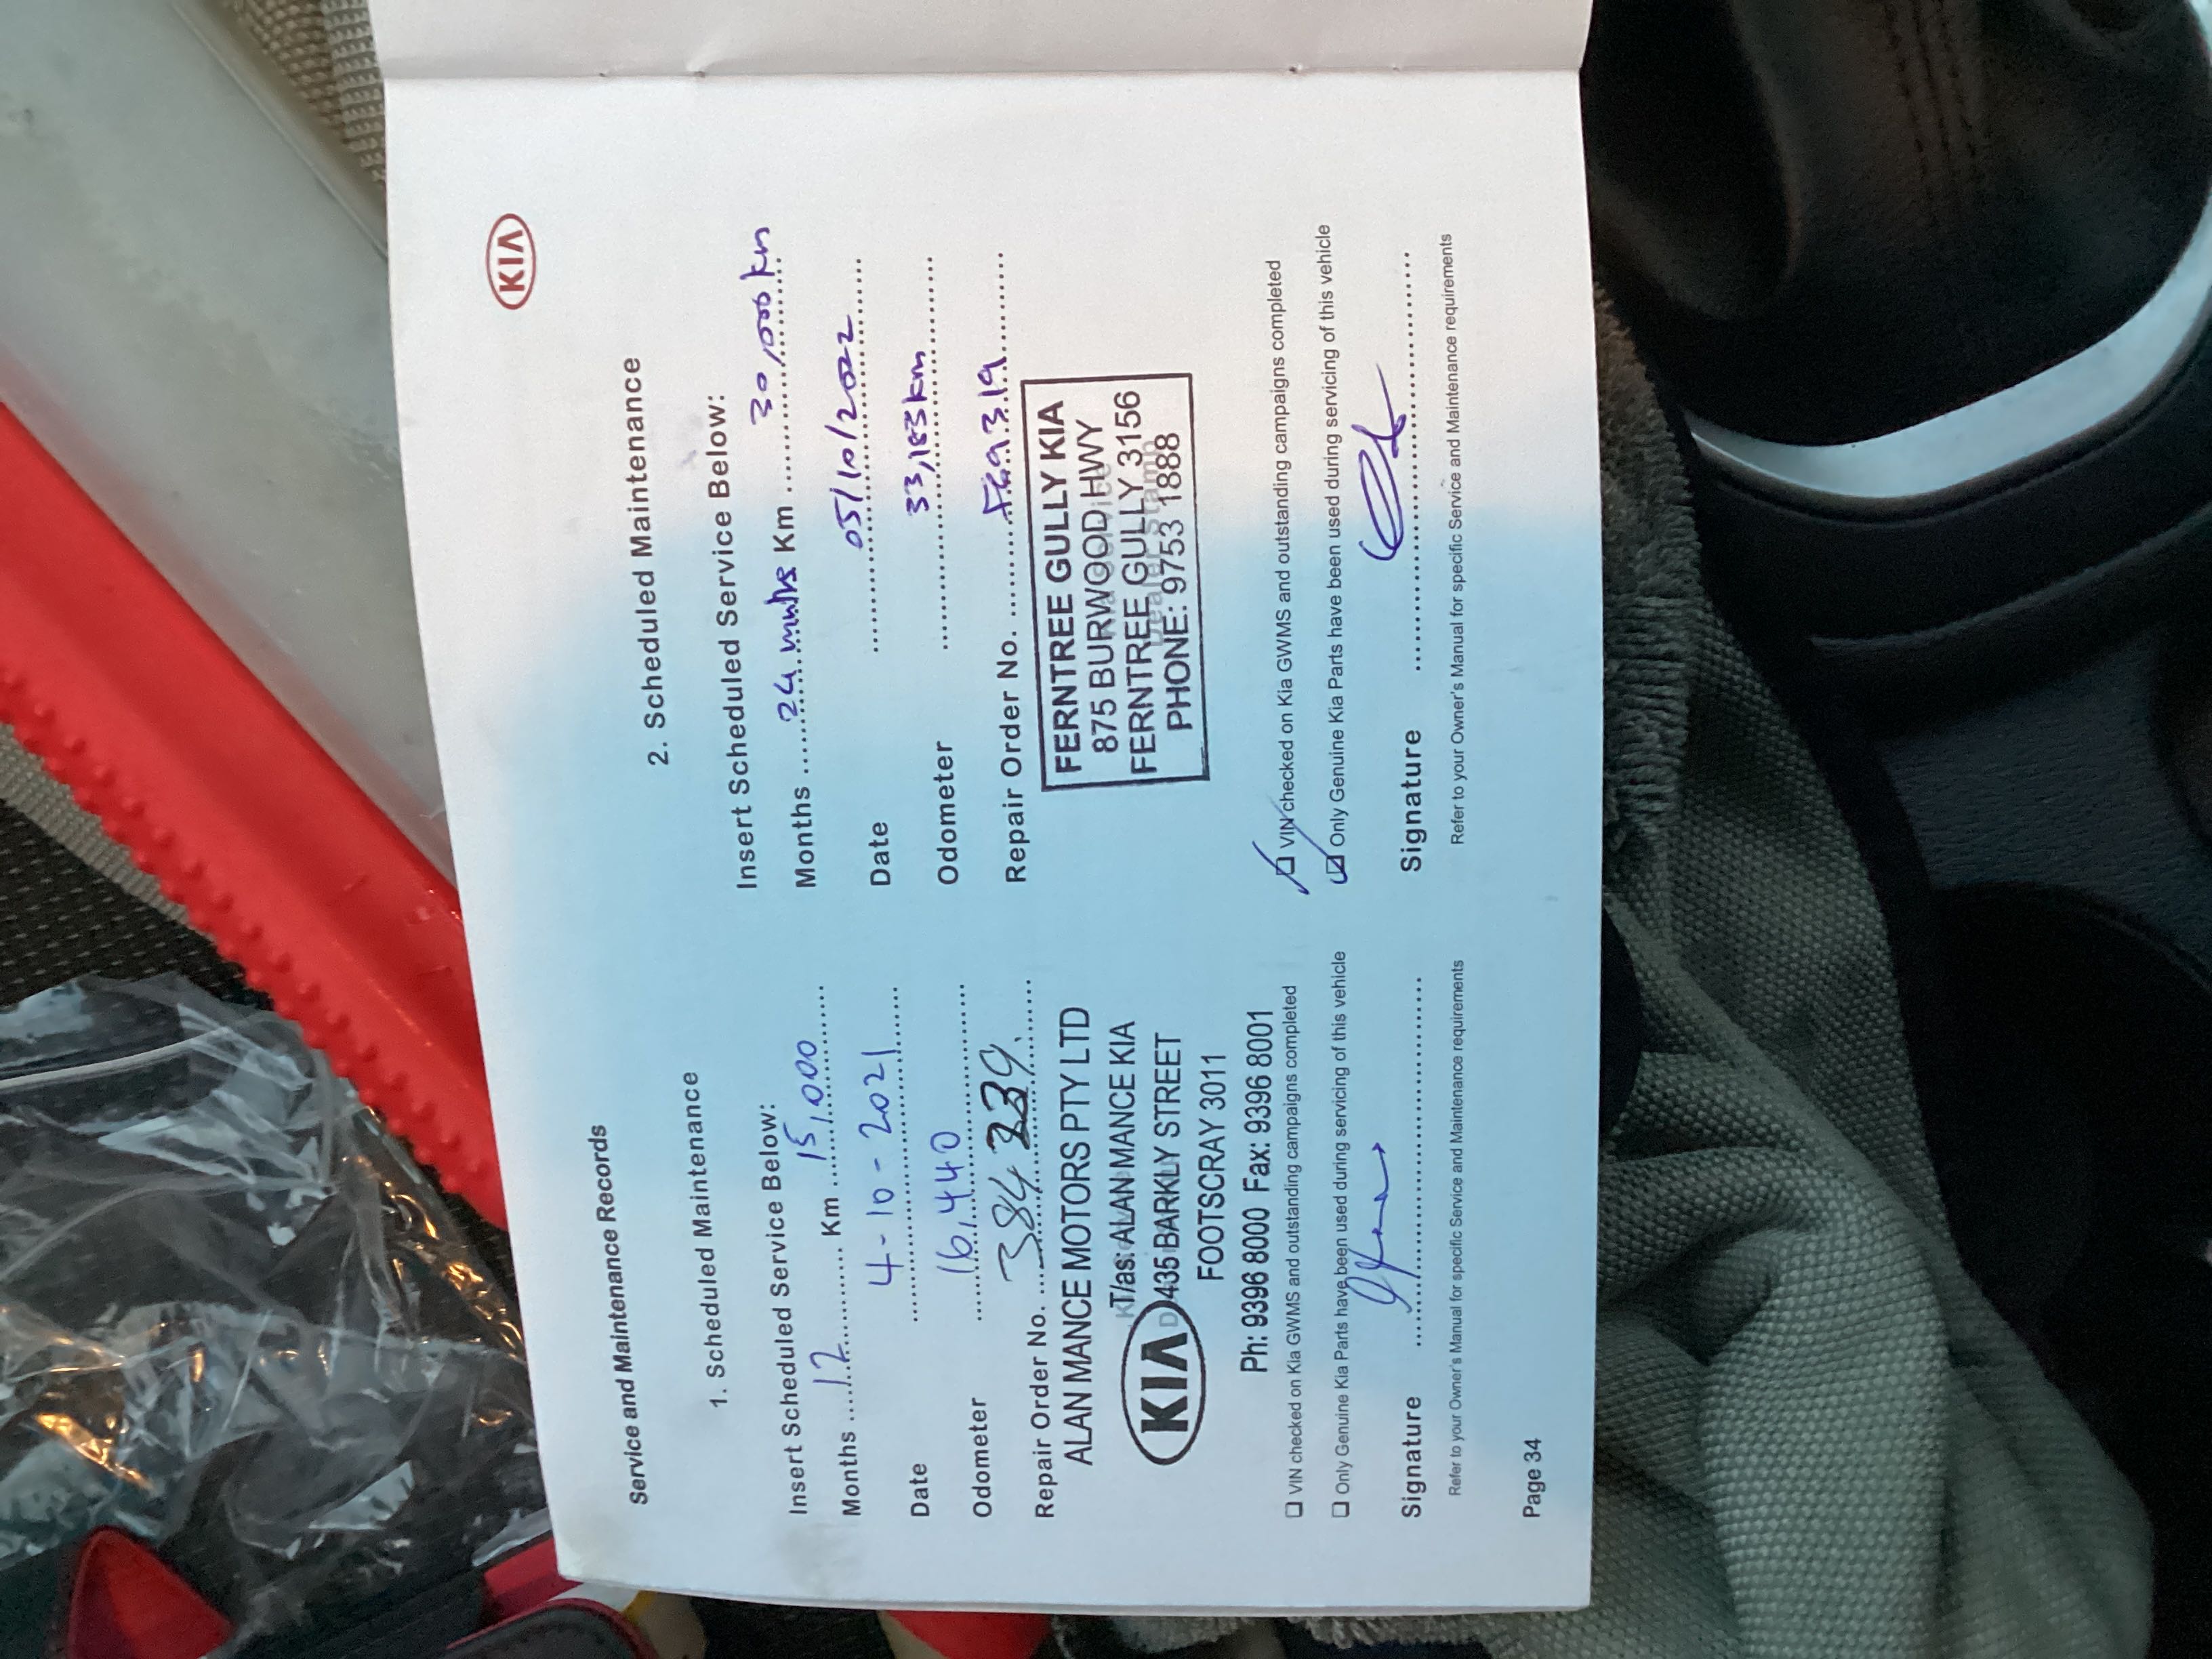 KIA
Service and Maintenance Records
1. Scheduled Maintenance
Insert Scheduled Service Below:
Months 12 Km 15,000
Date 4-10-2021
Odometer 16,440
Repair Order No.
ALAN MANCE MOTORS PTY LTD
T/as: ALAN MANCE KIA
KIA 435 BARKLY STREET
FOOTSCRAY 3011
Ph: 9396 8000 Fax: 9396 8001
☐ VIN checked on Kia GWMS and outstanding campaigns completed
☐ Only Genuine Kia Parts have been used during servicing of this vehicle
Signature
Refer to your Owner's Manual for specific Service and Maintenance requirements
Page 34
2. Scheduled Maintenance
Insert Scheduled Service Below:
Months 24 mths Km 30,000 km
Date 05/10/2022
Odometer 33,183km
Repair Order No.
FERNTREE GULLY KIA
875 BURWOOD HWY
FERNTREE GULLY 3156
PHONE: 9753 1888
☑ VIN checked on Kia GWMS and outstanding campaigns completed
☑ Only Genuine Kia Parts have been used during servicing of this vehicle
Signature
Refer to your Owner's Manual for specific Service and Maintenance requirements